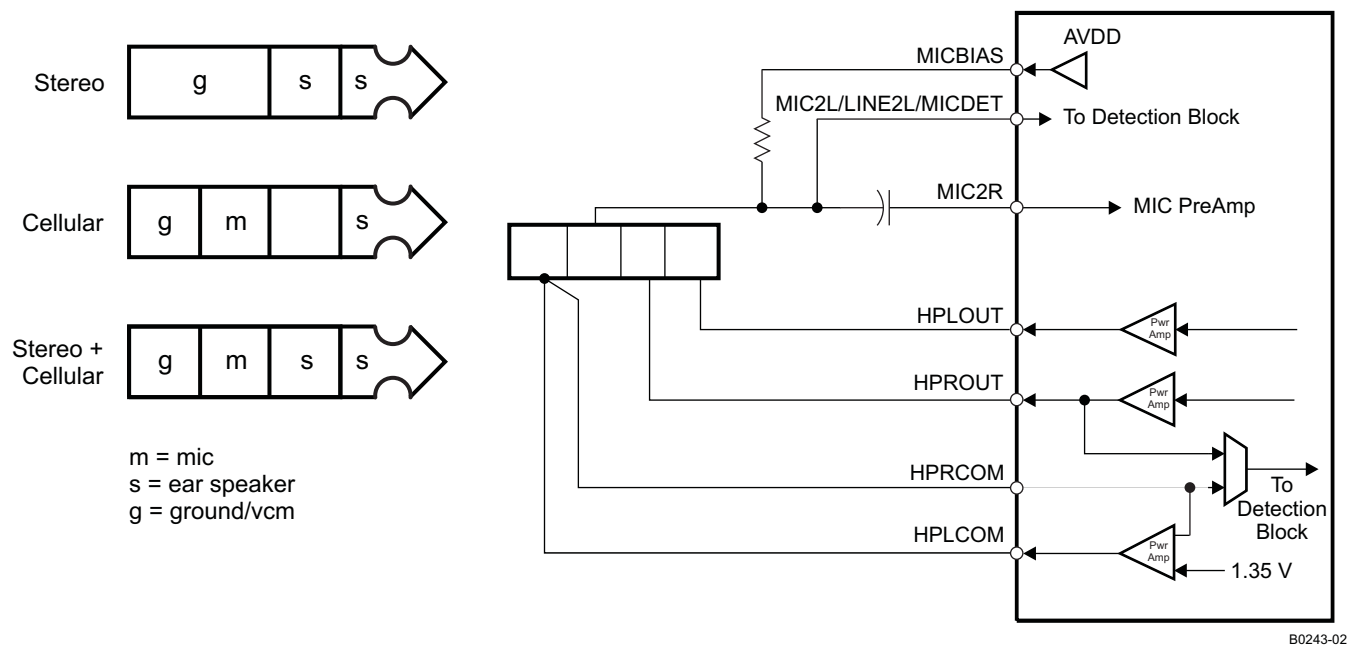 Stereo
g s s
Cellular
g m s
Stereo +
Cellular
g m s s
m = mic
s = ear speaker
g = ground/vcm
AVDD
MICBIAS
MIC2L/LINE2L/MICDET
To Detection Block
MIC2R
MIC PreAmp
HPLOUT
Pwr
Amp
HPROUT
Pwr
Amp
HPRCOM
To
Detection
Block
HPLCOM
Pwr
Amp
1.35 V
B0243-02